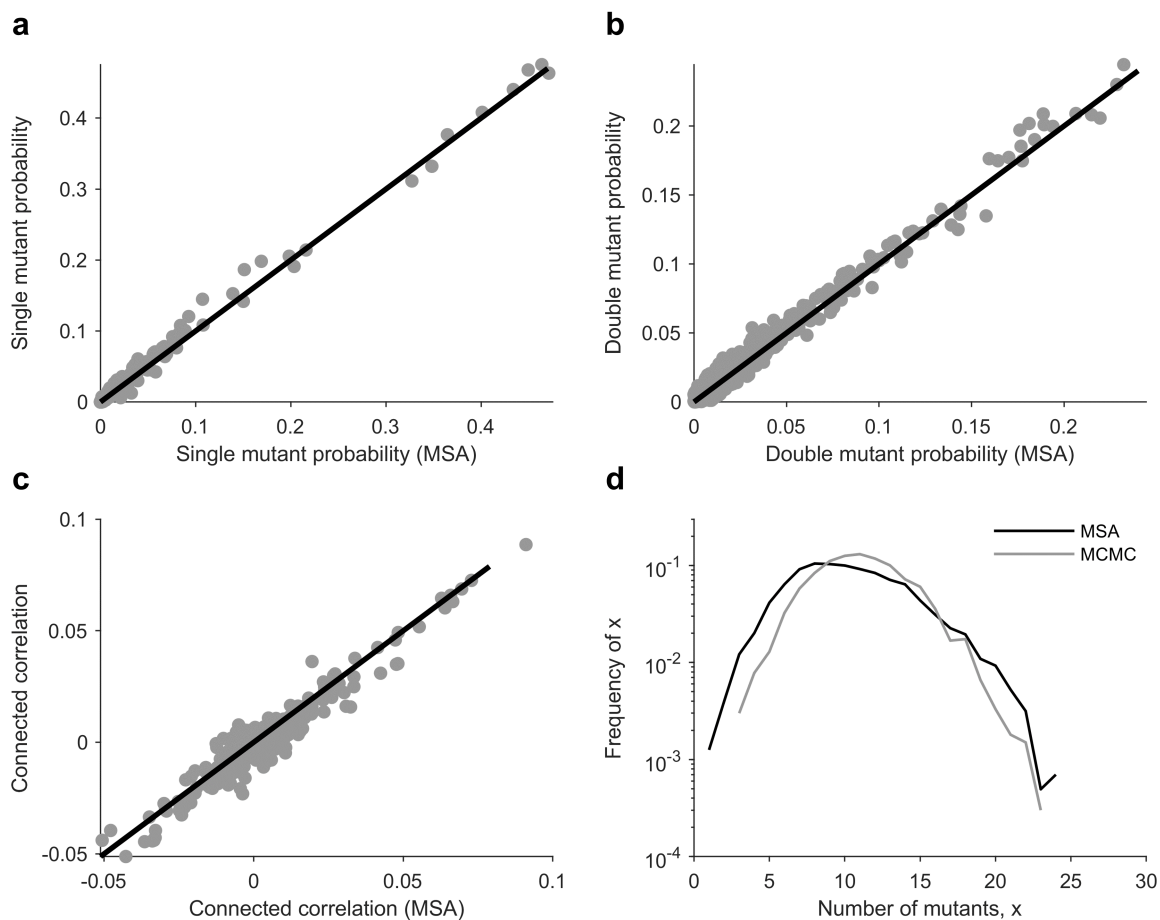 a
Single mutant probability
0.4
0.3
0.2
0.1
0
0 0.1 0.2 0.3 0.4
Single mutant probability (MSA)
b
Double mutant probability
0.2
0.15
0.1
0.05
0
0 0.05 0.1 0.15 0.2
Double mutant probability (MSA)
c
Connected correlation
0.1
0.05
0
-0.05
-0.05 0 0.05 0.1
Connected correlation (MSA)
d
Frequency of x
MSA
MCMC
10-1
10-2
10-3
10-4
0 5 10 15 20 25 30
Number of mutants, x